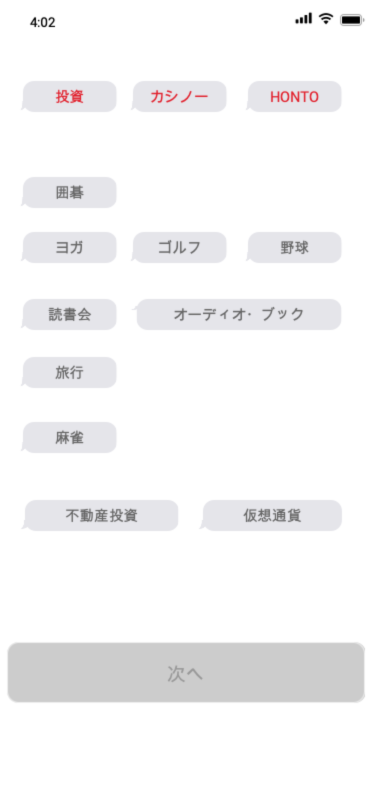 4:02
投資 カシノー HONTO
囲碁
ヨガ ゴルフ 野球
読書会 オーディオ・ブック
旅行
麻雀
不動産投資 仮想通貨
次へ